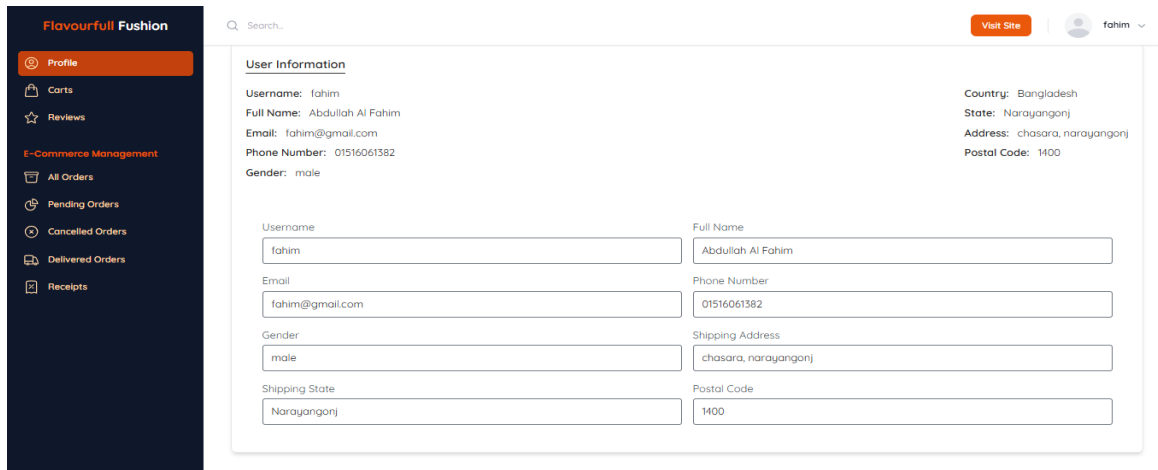 Flavourfull Fushion
Profile
Carts
Reviews
E-Commerce Management
All Orders
Pending Orders
Cancelled Orders
Delivered Orders
Receipts
Search..
Visit Site
fahim
User Information
Username: fahim
Full Name: Abdullah Al Fahim
Email: fahim@gmail.com
Phone Number: 01516061382
Gender: male
Country: Bangladesh
State: Narayangonj
Address: chasara, narayangonj
Postal Code: 1400
Username
fahim
Full Name
Abdullah Al Fahim
Email
fahim@gmail.com
Phone Number
01516061382
Gender
male
Shipping Address
chasara, narayangonj
Shipping State
Narayangonj
Postal Code
1400